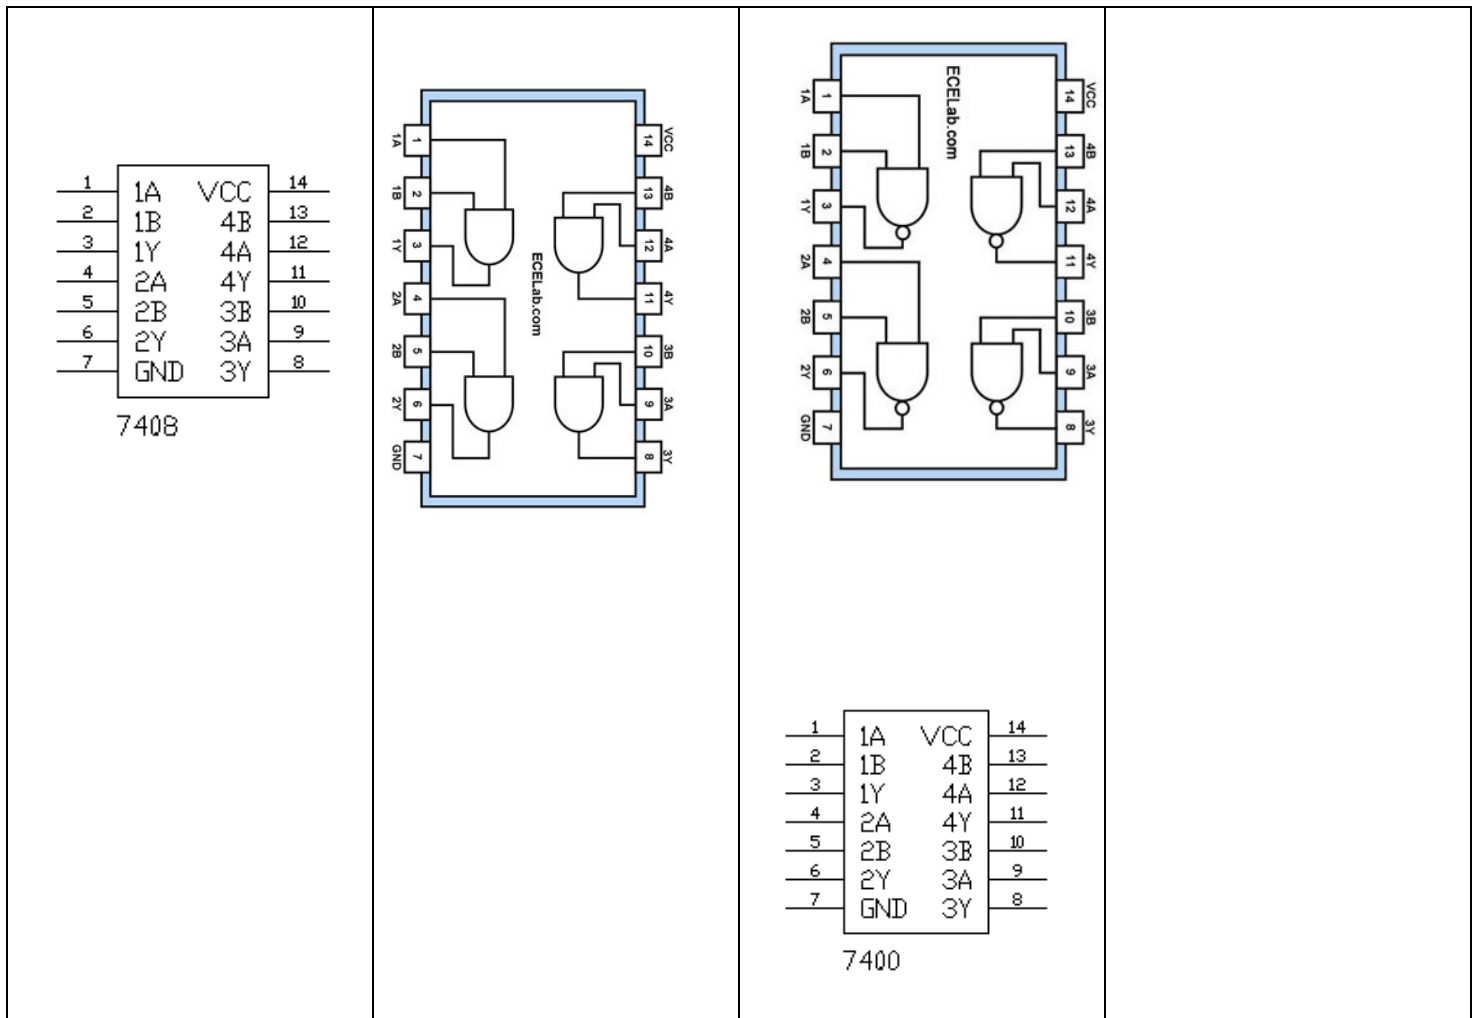 1 1A VCC 14
2 1B 4B 13
3 1Y 4A 12
4 2A 4Y 11
5 2B 3B 10
6 2Y 3A 9
7 GND 3Y 8
7408
1A 1 14 VCC
1B 2 13 4B
1Y 3 12 4A
2A 4 11 4Y
2B 5 10 3B
2Y 6 9 3A
GND 7 8 3Y
ECELab.com
ECELab.com
1A 1 14 VCC
1B 2 13 4B
1Y 3 12 4A
2A 4 11 4Y
2B 5 10 3B
2Y 6 9 3A
GND 7 8 3Y
1 1A VCC 14
2 1B 4B 13
3 1Y 4A 12
4 2A 4Y 11
5 2B 3B 10
6 2Y 3A 9
7 GND 3Y 8
7400